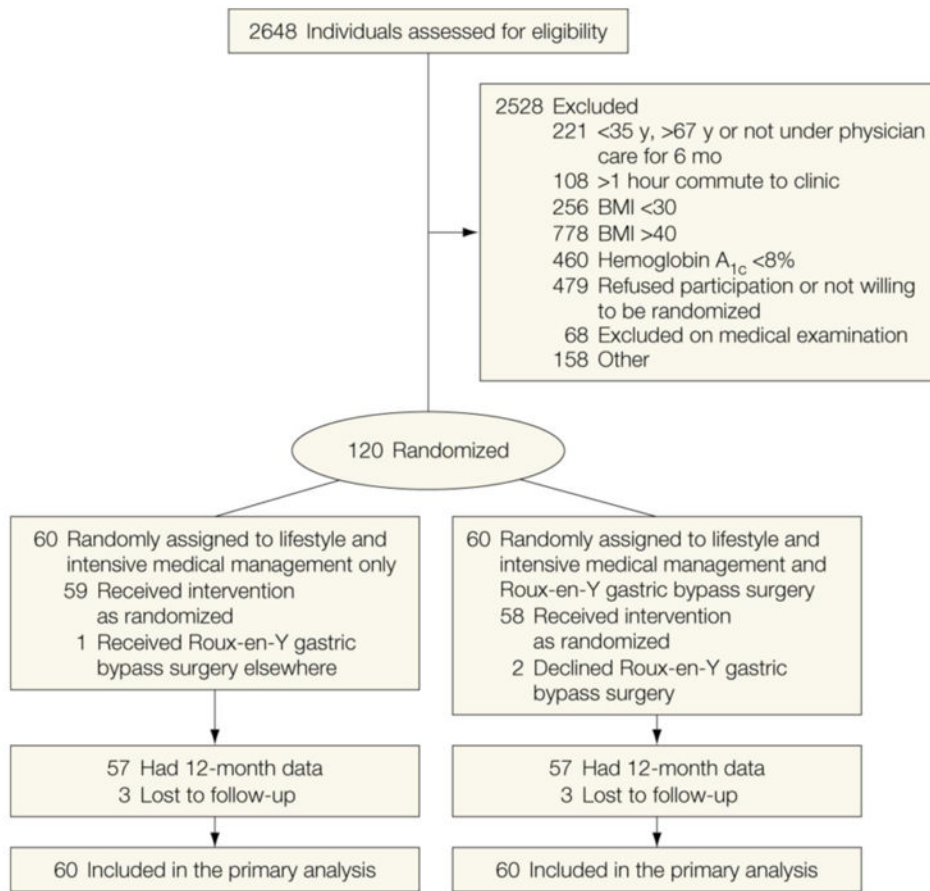 2648 Individuals assessed for eligibility
2528 Excluded
221 <35 y, >67 y or not under physician
care for 6 mo
108 >1 hour commute to clinic
256 BMI <30
778 BMI >40
460 Hemoglobin A1c <8%
479 Refused participation or not willing
to be randomized
68 Excluded on medical examination
158 Other
120 Randomized
60 Randomly assigned to lifestyle and
intensive medical management only
59 Received intervention
as randomized
1 Received Roux-en-Y gastric
bypass surgery elsewhere
60 Randomly assigned to lifestyle and
intensive medical management and
Roux-en-Y gastric bypass surgery
58 Received intervention
as randomized
2 Declined Roux-en-Y gastric
bypass surgery
57 Had 12-month data
3 Lost to follow-up
57 Had 12-month data
3 Lost to follow-up
60 Included in the primary analysis
60 Included in the primary analysis